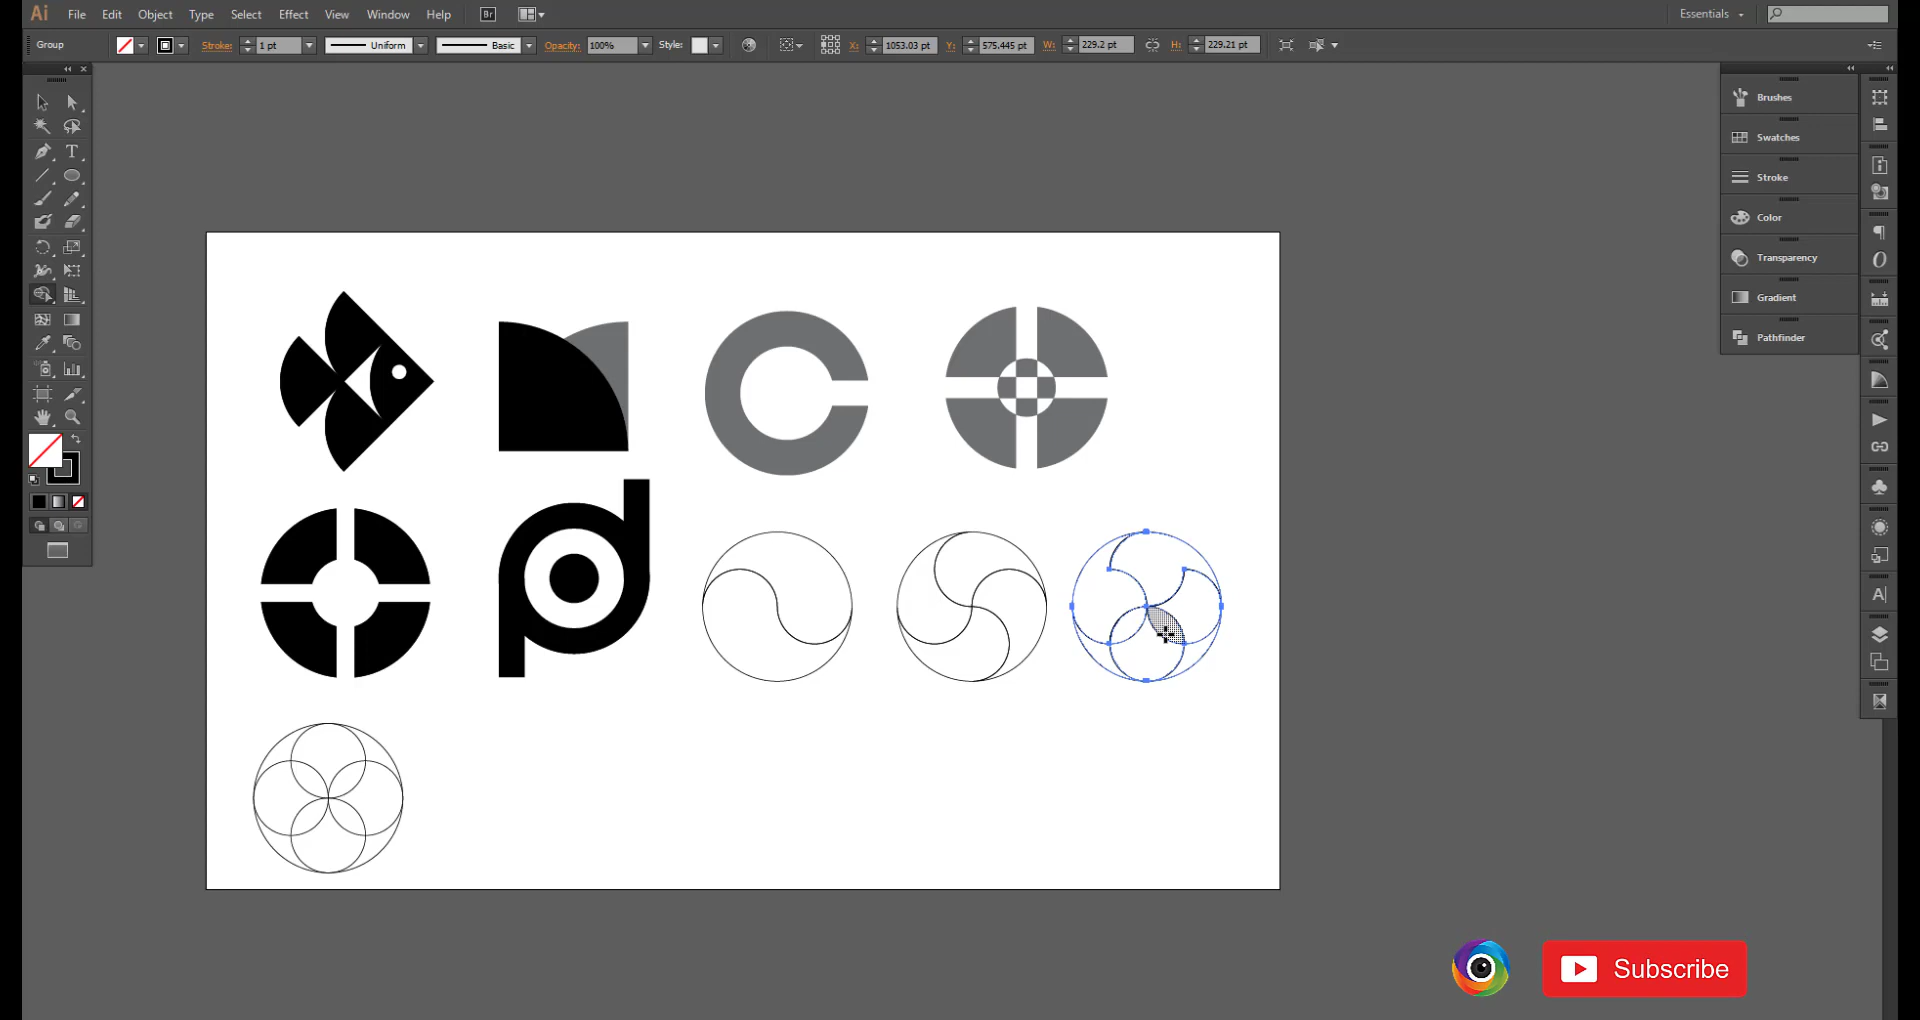 Ai File Edit Object Type Select Effect View Window Help Br Essentials
Group Stroke: 1 pt Uniform Basic Opacity: 100% Style: X: 1053.03 pt Y: 575.445 pt W: 229.2 pt H: 229.21 pt
Brushes
Swatches
Stroke
Color
Transparency
Gradient
Pathfinder
Subscribe